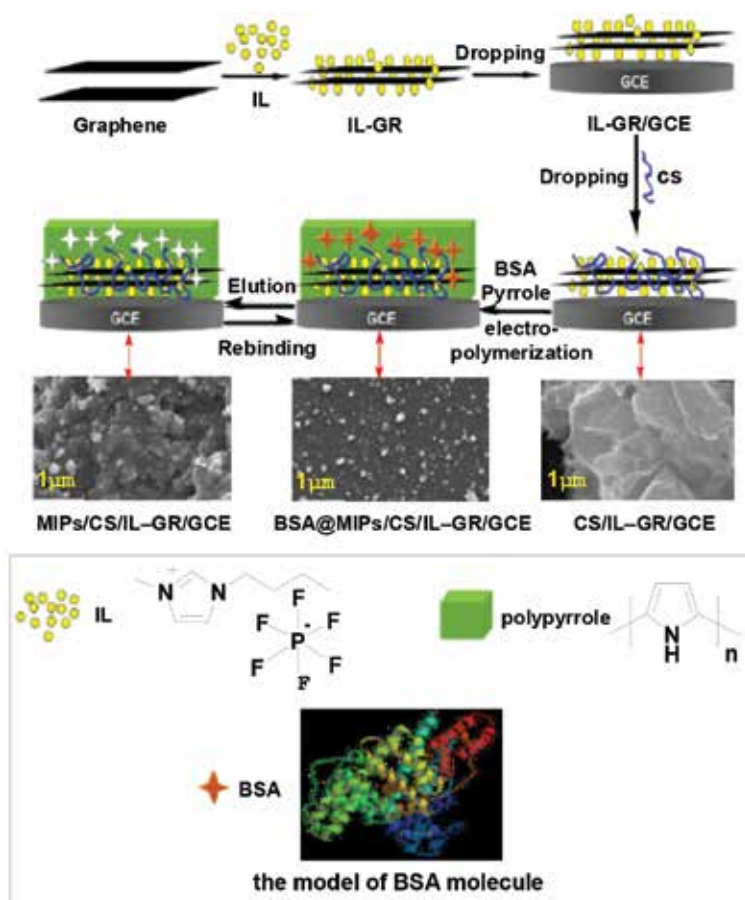 Graphene
IL
IL-GR
Dropping
GCE
IL-GR/GCE
Dropping
CS
GCE
Elution
Rebinding
GCE
BSA
Pyrrole
electro-
polymerization
GCE
1μm
MIPs/CS/IL–GR/GCE
1μm
BSA@MIPs/CS/IL–GR/GCE
1μm
CS/IL–GR/GCE
IL
N + N
F
F F
P -
F F
F
polypyrrole
N
H
n
BSA
the model of BSA molecule